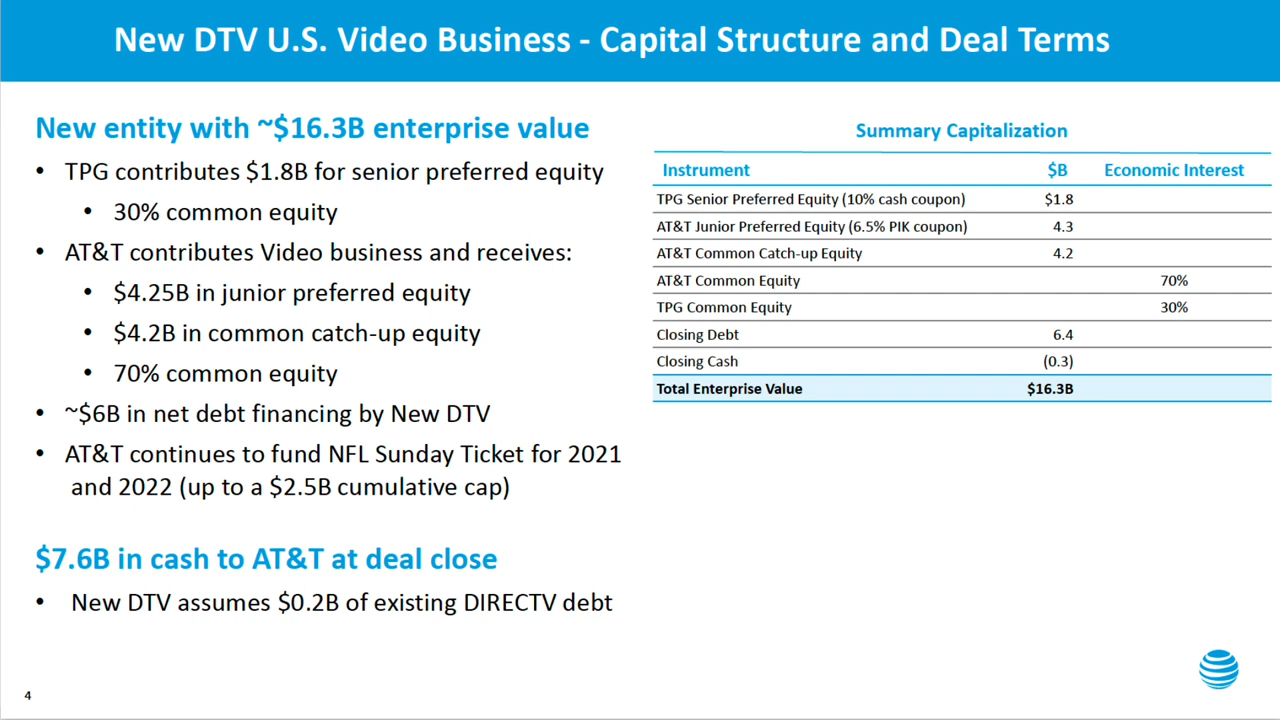 New DTV U.S. Video Business - Capital Structure and Deal Terms
New entity with ~$16.3B enterprise value
• TPG contributes $1.8B for senior preferred equity
• 30% common equity
• AT&T contributes Video business and receives:
• $4.25B in junior preferred equity
• $4.2B in common catch-up equity
• 70% common equity
• ~$6B in net debt financing by New DTV
• AT&T continues to fund NFL Sunday Ticket for 2021
and 2022 (up to a $2.5B cumulative cap)
$7.6B in cash to AT&T at deal close
• New DTV assumes $0.2B of existing DIRECTV debt
Summary Capitalization
Instrument $B Economic Interest
TPG Senior Preferred Equity (10% cash coupon) $1.8
AT&T Junior Preferred Equity (6.5% PIK coupon) 4.3
AT&T Common Catch-up Equity 4.2
AT&T Common Equity 70%
TPG Common Equity 30%
Closing Debt 6.4
Closing Cash (0.3)
Total Enterprise Value $16.3B
4